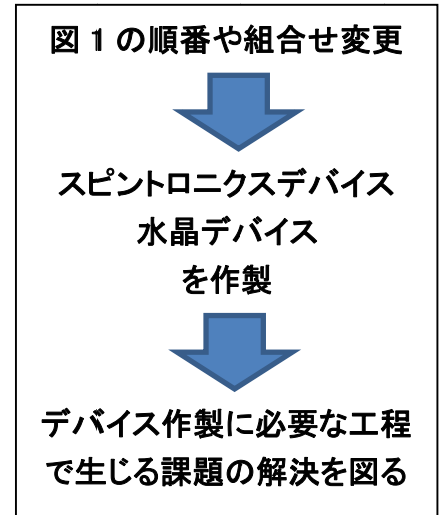 図1の順番や組合せ変更
スピントロニクスデバイス
水晶デバイス
を作製
デバイス作製に必要な工程
で生じる課題の解決を図る